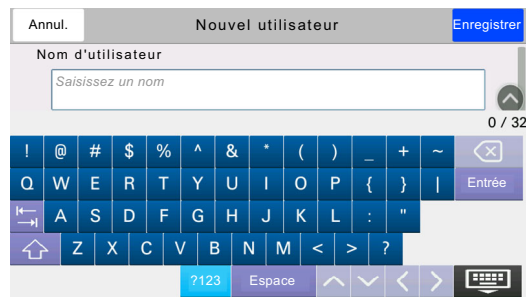 Annul. Nouvel utilisateur Enregistrer
Nom d'utilisateur
Saisissez un nom
0 / 32
! @ # $ % ^ & * ( ) _ + ~
Q W E R T Y U I O P { } | Entrée
A S D F G H J K L : "
Z X C V B N M < > ?
?123 Espace